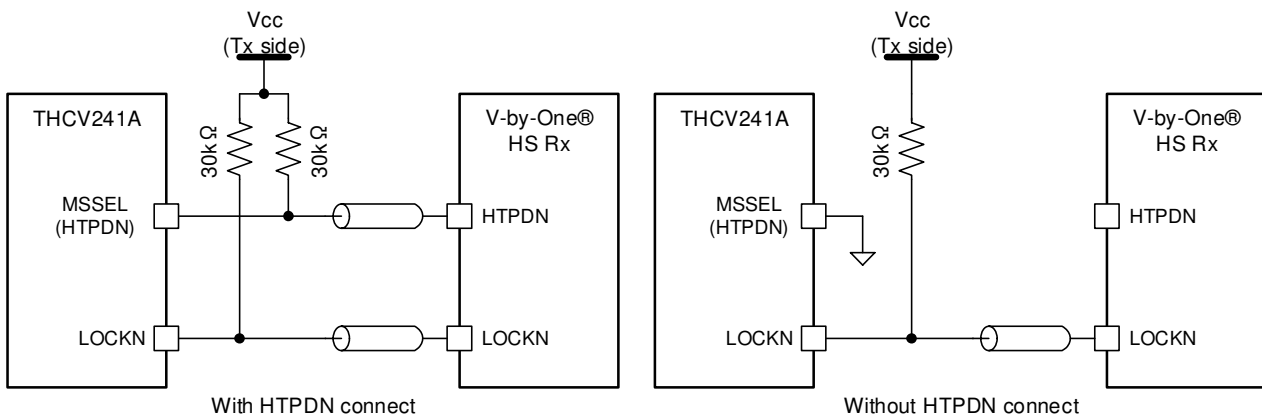 Vcc
(Tx side)
THCV241A
30kΩ
30kΩ
V-by-One®
HS Rx
MSSEL
(HTPDN)
HTPDN
LOCKN
LOCKN
With HTPDN connect
Vcc
(Tx side)
THCV241A
30kΩ
V-by-One®
HS Rx
MSSEL
(HTPDN)
HTPDN
LOCKN
LOCKN
Without HTPDN connect